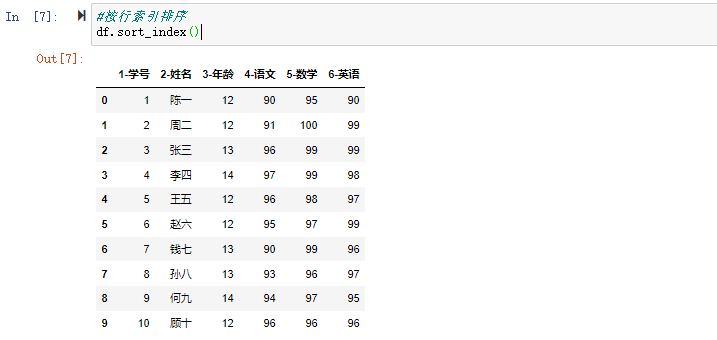 In [7]: #按行索引排序
df.sort_index()
Out[7]:
1-学号 2-姓名 3-年龄 4-语文 5-数学 6-英语
0 1 陈一 12 90 95 90
1 2 周二 12 91 100 99
2 3 张三 13 96 99 99
3 4 李四 14 97 99 98
4 5 王五 12 96 98 97
5 6 赵六 12 95 97 99
6 7 钱七 13 90 99 96
7 8 孙八 13 93 96 97
8 9 何九 14 94 97 95
9 10 顾十 12 96 96 96